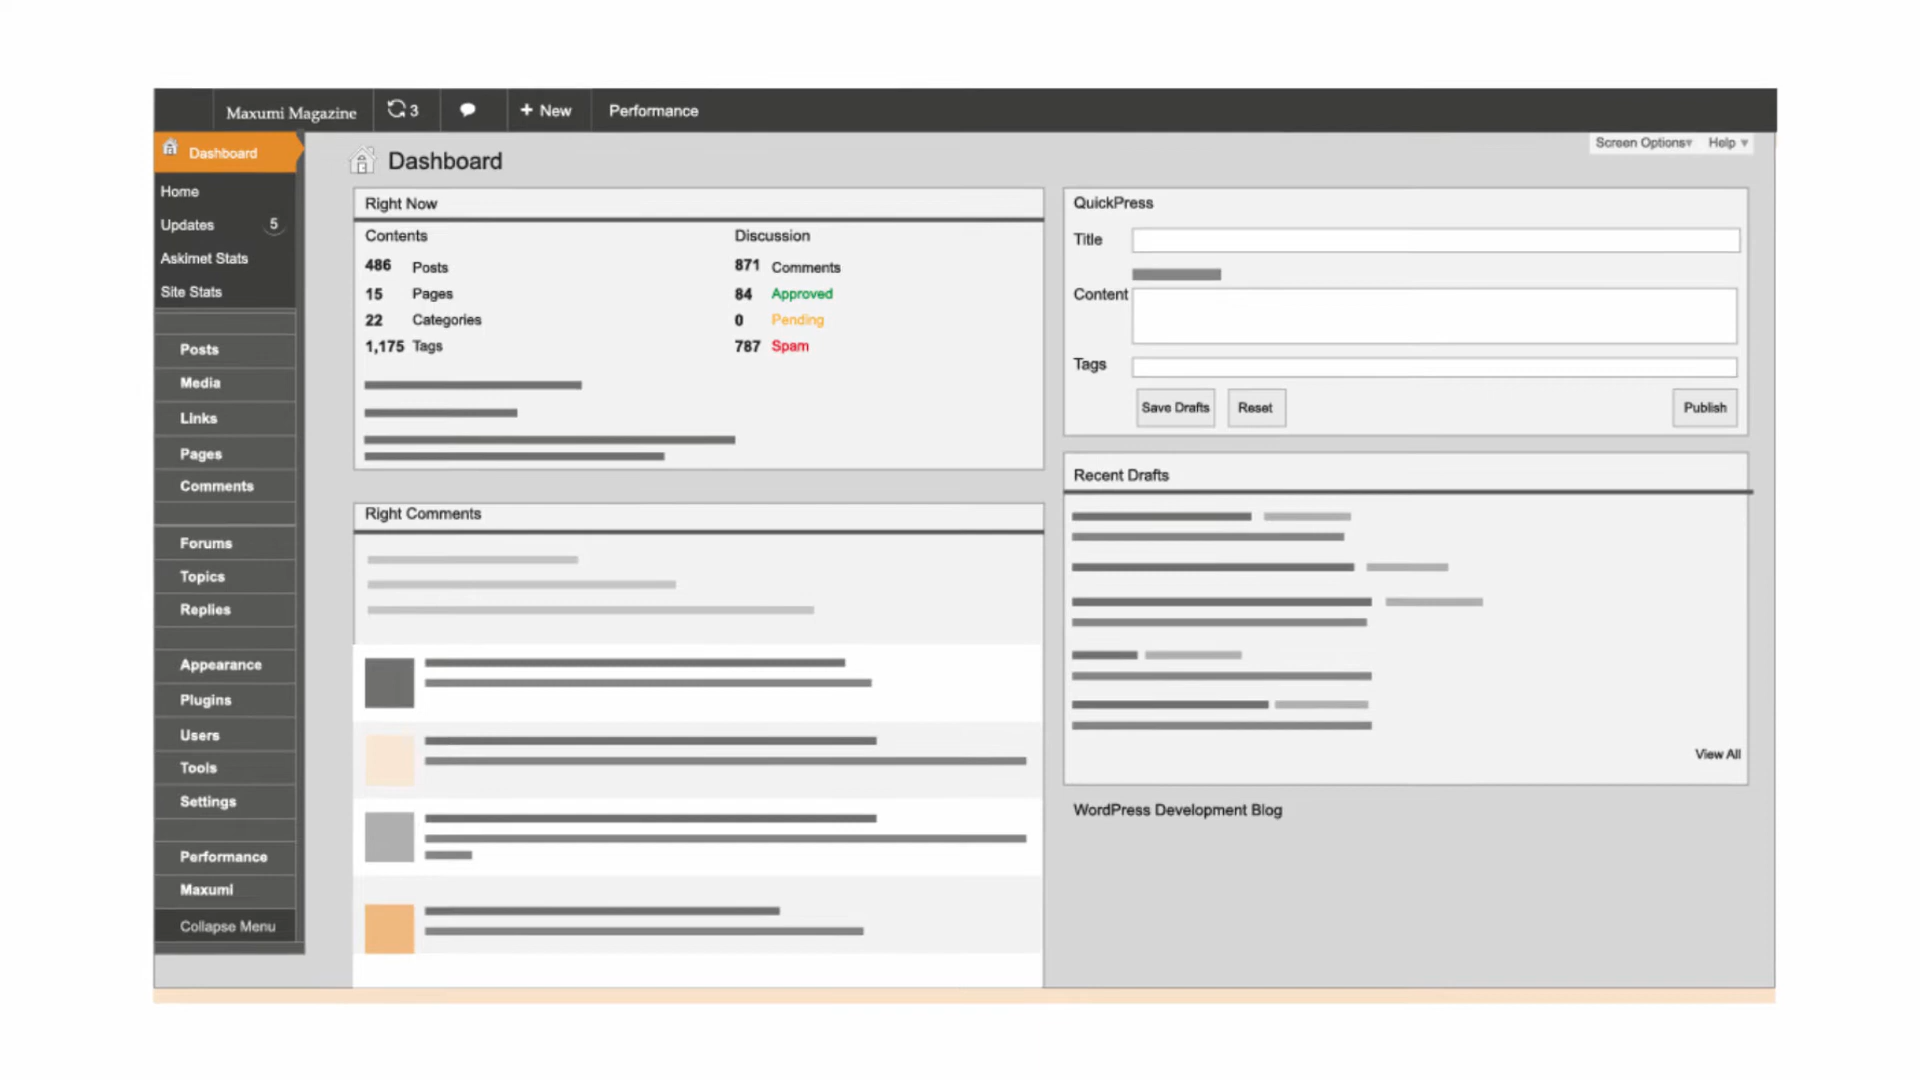 Maxumi Magazine
3
+ New
Performance
Dashboard
Home
Updates 5
Askimet Stats
Site Stats
Posts
Media
Links
Pages
Comments
Forums
Topics
Replies
Appearance
Plugins
Users
Tools
Settings
Performance
Maxumi
Collapse Menu
Dashboard
Screen Options
Help
Right Now
Contents
486 Posts
15 Pages
22 Categories
1,175 Tags
Discussion
871 Comments
84 Approved
0 Pending
787 Spam
Right Comments
QuickPress
Title
Content
Tags
Save Drafts
Reset
Publish
Recent Drafts
View All
WordPress Development Blog